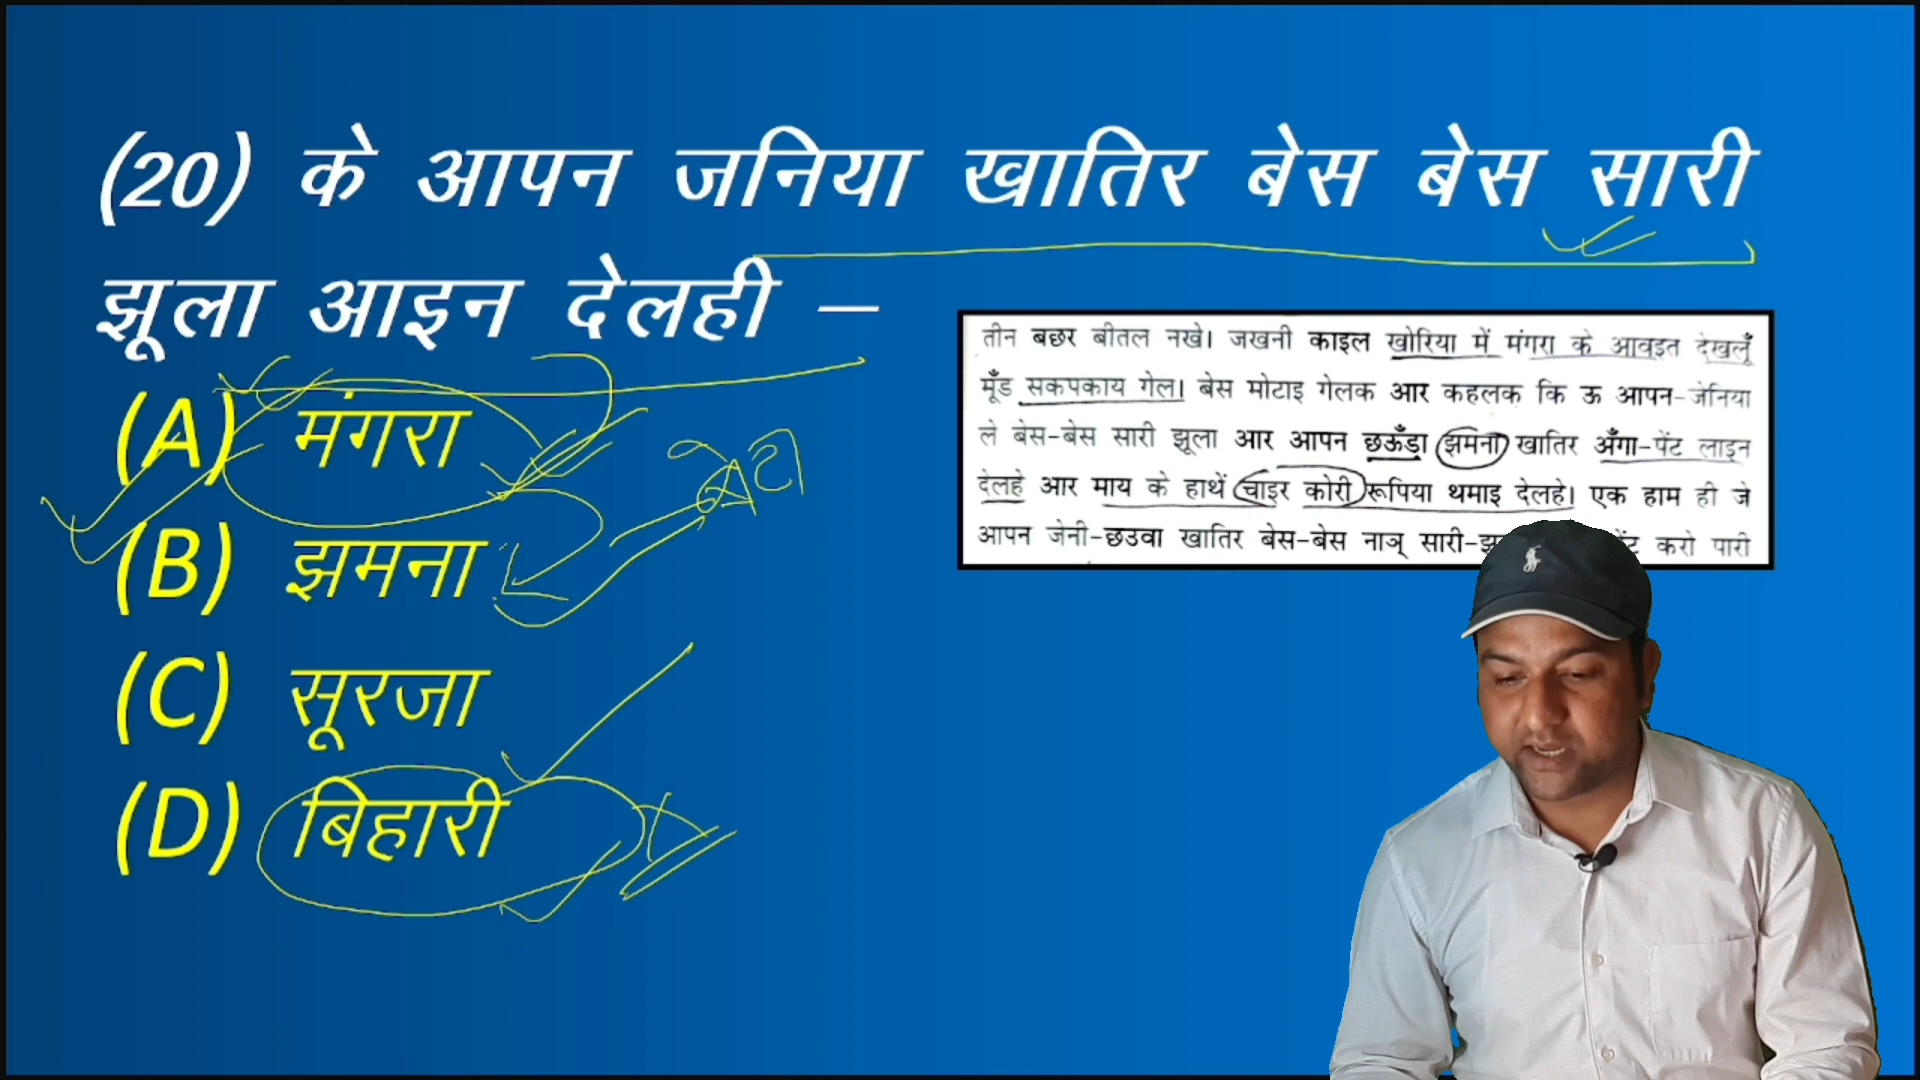 (20) के आपन जनिया खातिर बेस बेस सारी
झूला आइन देलही –
(A) मंगरा
(B) झमना
(C) सूरजा
(D) बिहारी
बेटा
तीन बछर बीतल नखे। जखनी काइल खोरिया में मंगरा के आवइत देखलूँ
मूँड सकपकाय गेल। बेस मोटाइ गेलक आर कहलक कि ऊ आपन-जेनिया
ले बेस-बेस सारी झूला आर आपन छऊँड़ा झमना खातिर अँगा-पेंट लाइन
देलहे आर माय के हाथें चाइर कोरी रूपिया थमाइ देलहे। एक हाम ही जे
आपन जेनी-छउवा खातिर बेस-बेस नाञ् सारी- करो पारी